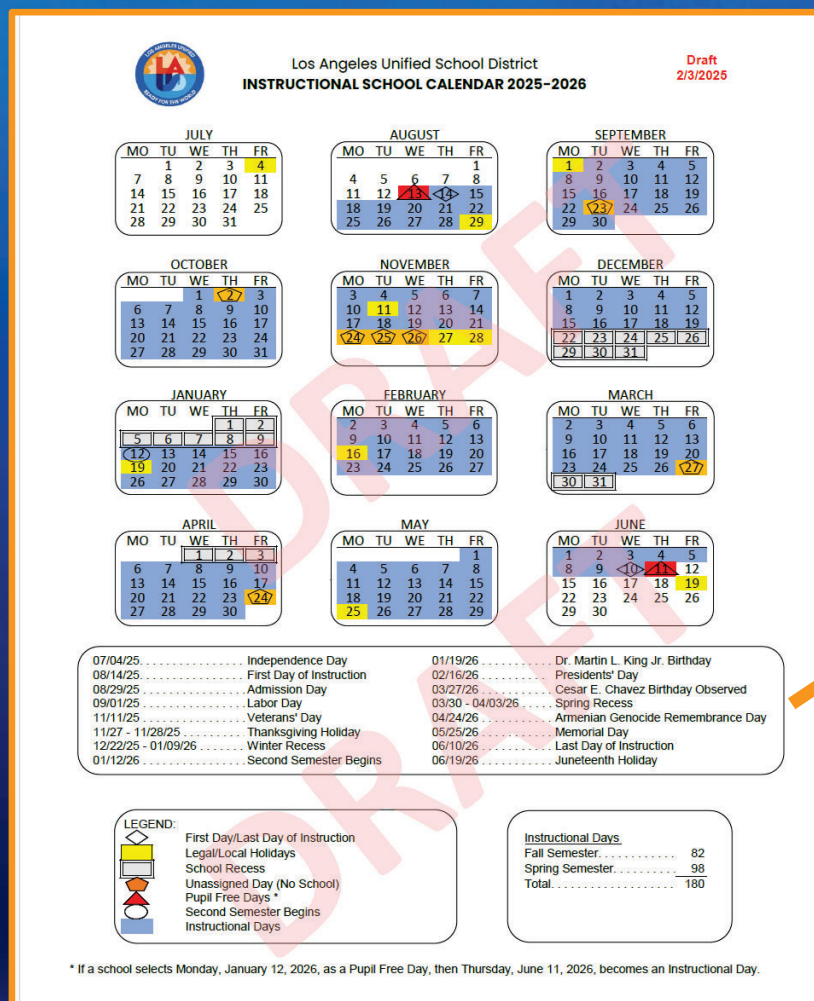 LOS ANGELES UNIFIED
READY FOR THE WORLD
Los Angeles Unified School District
INSTRUCTIONAL SCHOOL CALENDAR 2025-2026
Draft
2/3/2025
JULY
MO TU WE TH FR
1 2 3 4
7 8 9 10 11
14 15 16 17 18
21 22 23 24 25
28 29 30 31
AUGUST
MO TU WE TH FR
1
4 5 6 7 8
11 12 13 14 15
18 19 20 21 22
25 26 27 28 29
SEPTEMBER
MO TU WE TH FR
1 2 3 4 5
8 9 10 11 12
15 16 17 18 19
22 23 24 25 26
29 30
OCTOBER
MO TU WE TH FR
1 2 3
6 7 8 9 10
13 14 15 16 17
20 21 22 23 24
27 28 29 30 31
NOVEMBER
MO TU WE TH FR
3 4 5 6 7
10 11 12 13 14
17 18 19 20 21
24 25 26 27 28
DECEMBER
MO TU WE TH FR
1 2 3 4 5
8 9 10 11 12
15 16 17 18 19
22 23 24 25 26
29 30 31
JANUARY
MO TU WE TH FR
1 2
5 6 7 8 9
12 13 14 15 16
19 20 21 22 23
26 27 28 29 30
FEBRUARY
MO TU WE TH FR
2 3 4 5 6
9 10 11 12 13
16 17 18 19 20
23 24 25 26 27
MARCH
MO TU WE TH FR
2 3 4 5 6
9 10 11 12 13
16 17 18 19 20
23 24 25 26 27
30 31
APRIL
MO TU WE TH FR
1 2 3
6 7 8 9 10
13 14 15 16 17
20 21 22 23 24
27 28 29 30
MAY
MO TU WE TH FR
1
4 5 6 7 8
11 12 13 14 15
18 19 20 21 22
25 26 27 28 29
JUNE
MO TU WE TH FR
1 2 3 4 5
8 9 10 11 12
15 16 17 18 19
22 23 24 25 26
29 30
DRAFT
DRAFT
07/04/25. . . . . . . . . . . . . . . . Independence Day
08/14/25. . . . . . . . . . . . . . . . First Day of Instruction
08/29/25. . . . . . . . . . . . . . . . Admission Day
09/01/25. . . . . . . . . . . . . . . . Labor Day
11/11/25. . . . . . . . . . . . . . . . Veterans' Day
11/27 - 11/28/25 . . . . . . . . . . Thanksgiving Holiday
12/22/25 - 01/09/26 . . . . . . . Winter Recess
01/12/26 . . . . . . . . . . . . . . . . Second Semester Begins
01/19/26 . . . . . . . . . . Dr. Martin L. King Jr. Birthday
02/16/26 . . . . . . . . . . Presidents' Day
03/27/26 . . . . . . . . . . Cesar E. Chavez Birthday Observed
03/30 - 04/03/26 . . . . . Spring Recess
04/24/26 . . . . . . . . . . Armenian Genocide Remembrance Day
05/25/26 . . . . . . . . . . Memorial Day
06/10/26 . . . . . . . . . . Last Day of Instruction
06/19/26 . . . . . . . . . . Juneteenth Holiday
LEGEND:
First Day/Last Day of Instruction
Legal/Local Holidays
School Recess
Unassigned Day (No School)
Pupil Free Days *
Second Semester Begins
Instructional Days
Instructional Days
Fall Semester. . . . . . . . . . . . 82
Spring Semester. . . . . . . . . . 98
Total. . . . . . . . . . . . . . . . . . . 180
* If a school selects Monday, January 12, 2026, as a Pupil Free Day, then Thursday, June 11, 2026, becomes an Instructional Day.